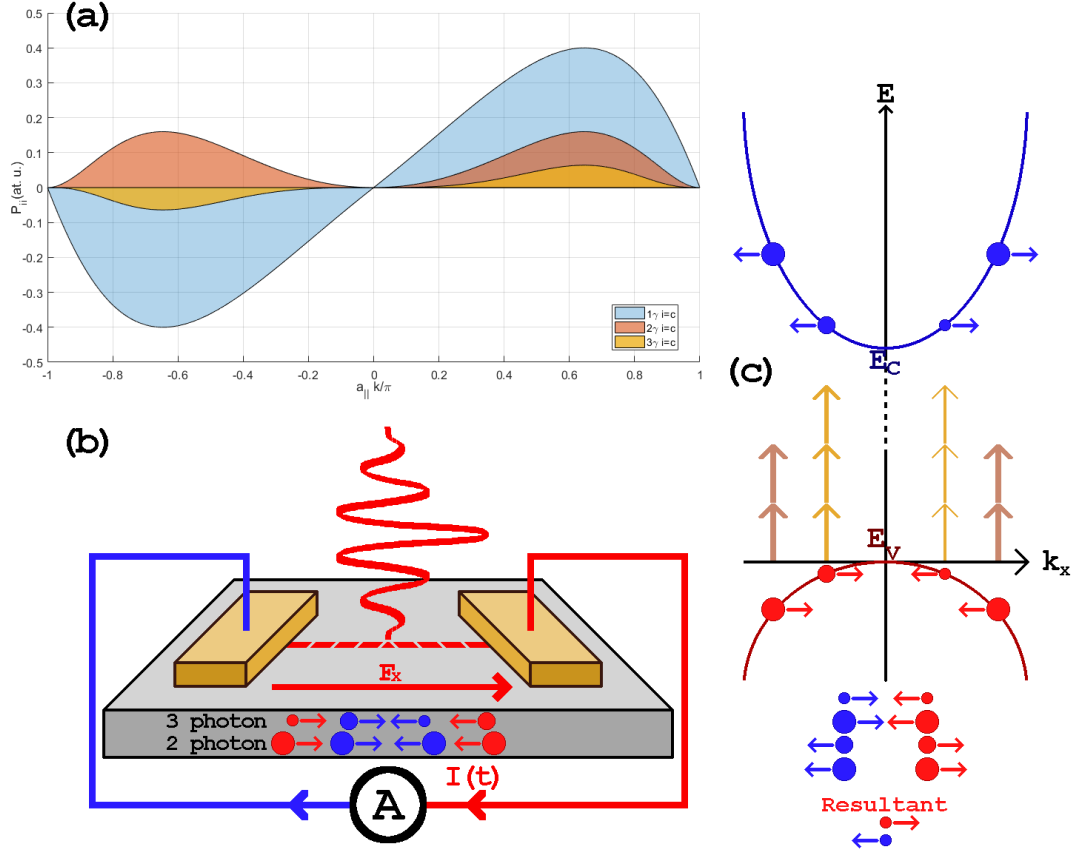 (a)
0.5
0.4
0.3
0.2
0.1
0
-0.1
-0.2
-0.3
-0.4
-0.5
P_ii (at. u.)
-1
-0.8
-0.6
-0.4
-0.2
0
0.2
0.4
0.6
0.8
1
a_|| k/π
1γ i=c
2γ i=c
3γ i=c
(b)
F_x
3 photon
2 photon
I(t)
A
(c)
E
E_C
E_V
k_x
Resultant